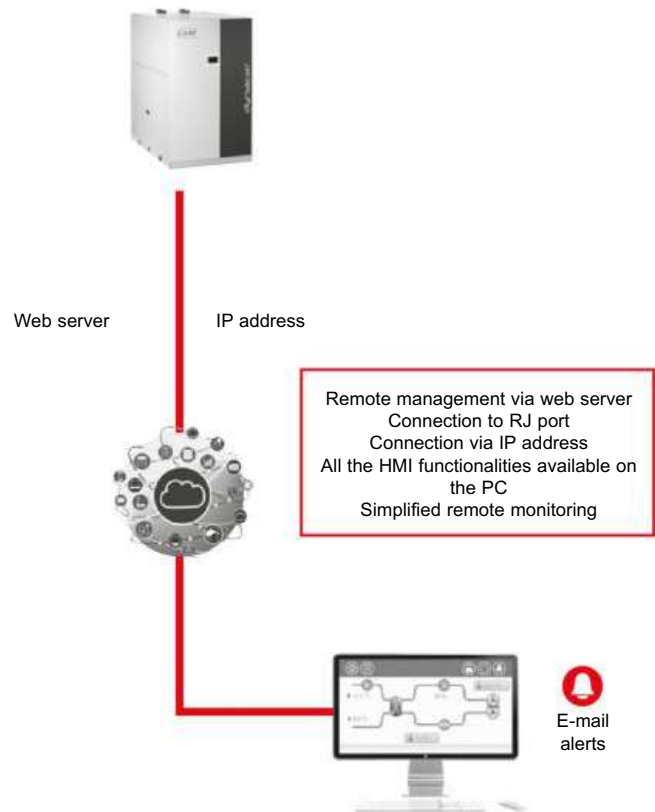 CIAT
Web server
IP address
Remote management via web server
Connection to RJ port
Connection via IP address
All the HMI functionalities available on
the PC
Simplified remote monitoring
E-mail
alerts